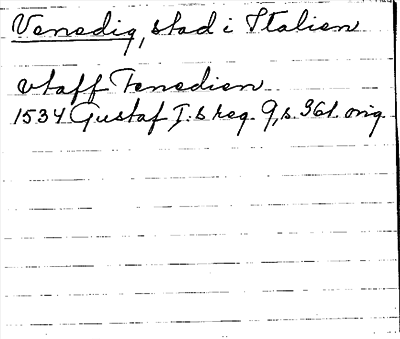 Venedig, stad i Italien
vtaff Fenedien
1534 Gustaf I:s reg. 9, s. 361. orig.